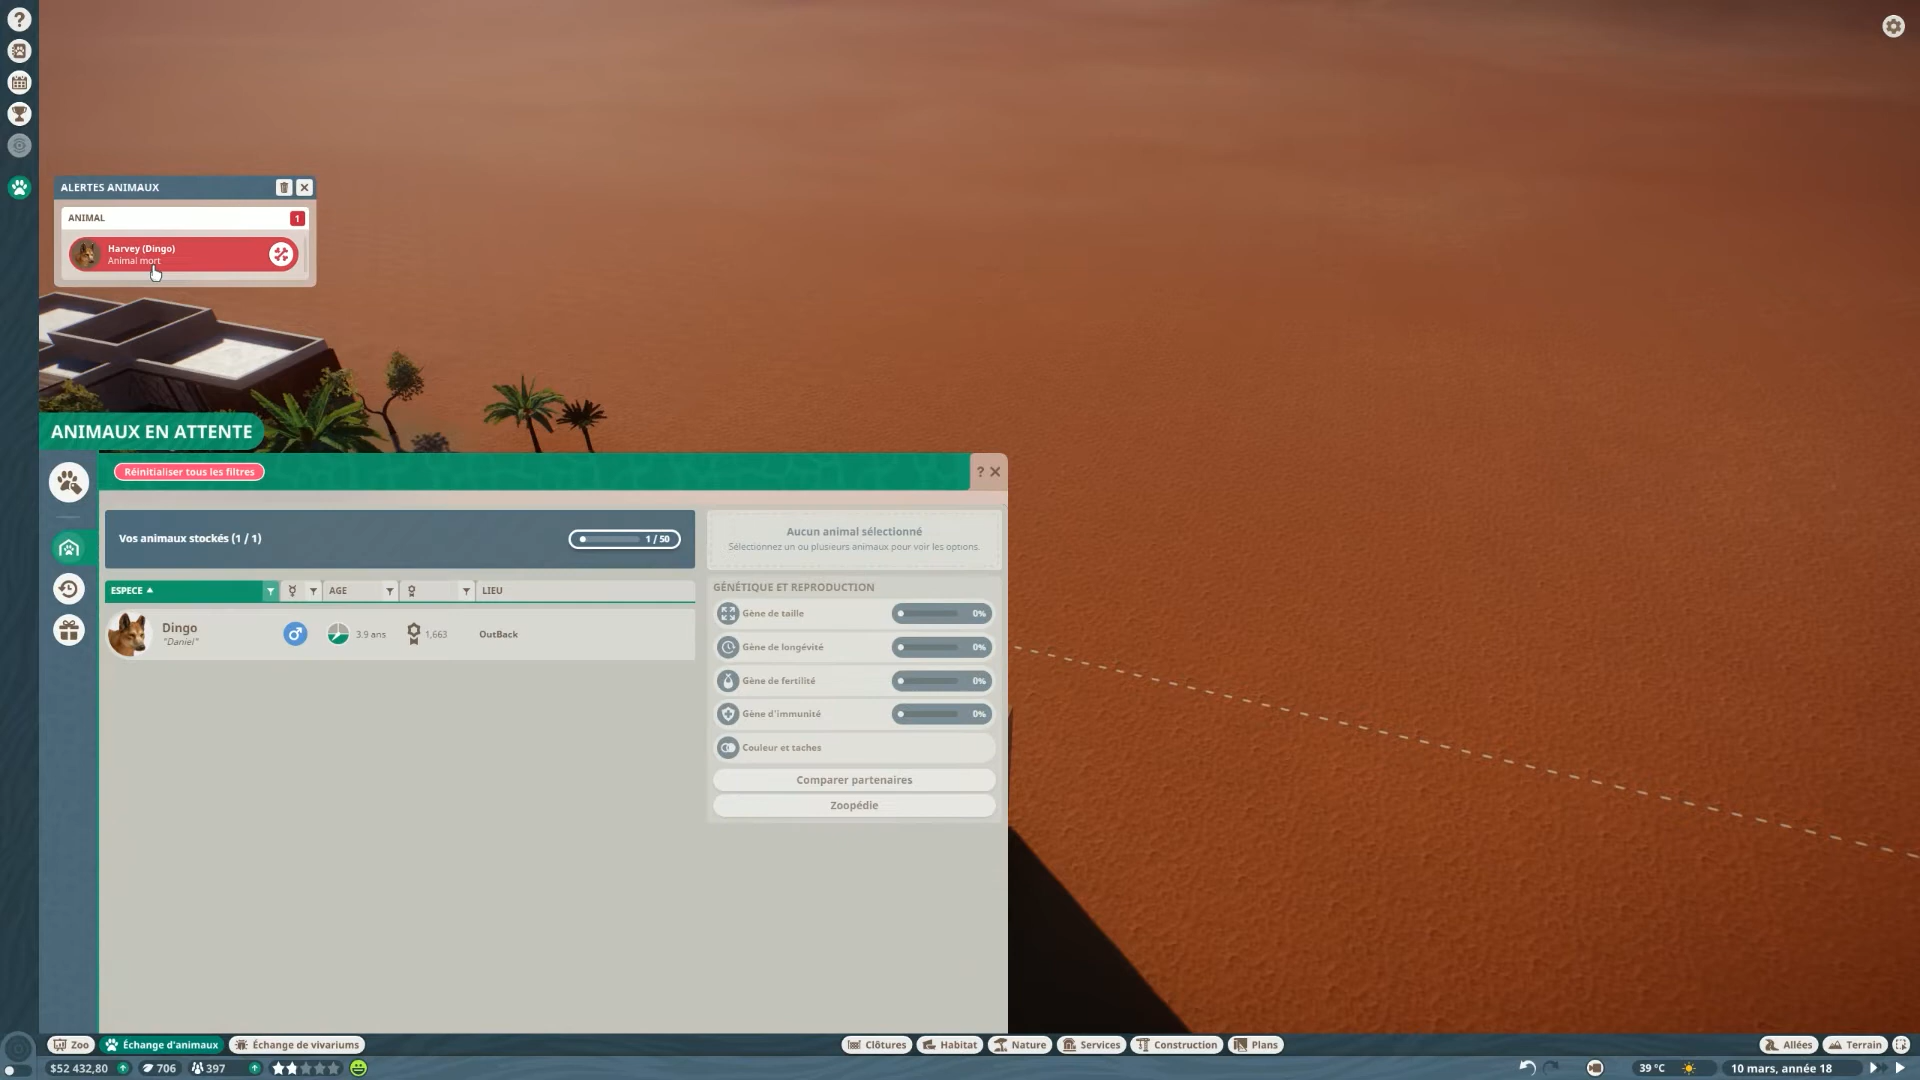 ?
ALERTES ANIMAUX
ANIMAL
1
Harvey (Dingo)
Animal mort
ANIMAUX EN ATTENTE
Réinitialiser tous les filtres
?
Vos animaux stockés (1 / 1)
1 / 50
ESPECE
AGE
LIEU
Dingo
"Daniel"
3.9 ans
1,663
OutBack
Aucun animal sélectionné
Sélectionnez un ou plusieurs animaux pour voir les options.
GÉNÉTIQUE ET REPRODUCTION
Gène de taille
0%
Gène de longévité
0%
Gène de fertilité
0%
Gène d'immunité
0%
Couleur et taches
Comparer partenaires
Zoopédie
Zoo
Échange d'animaux
Échange de vivariums
Clôtures
Habitat
Nature
Services
Construction
Plans
Allées
Terrain
$52 432,80
706
397
39 °C
10 mars, année 18